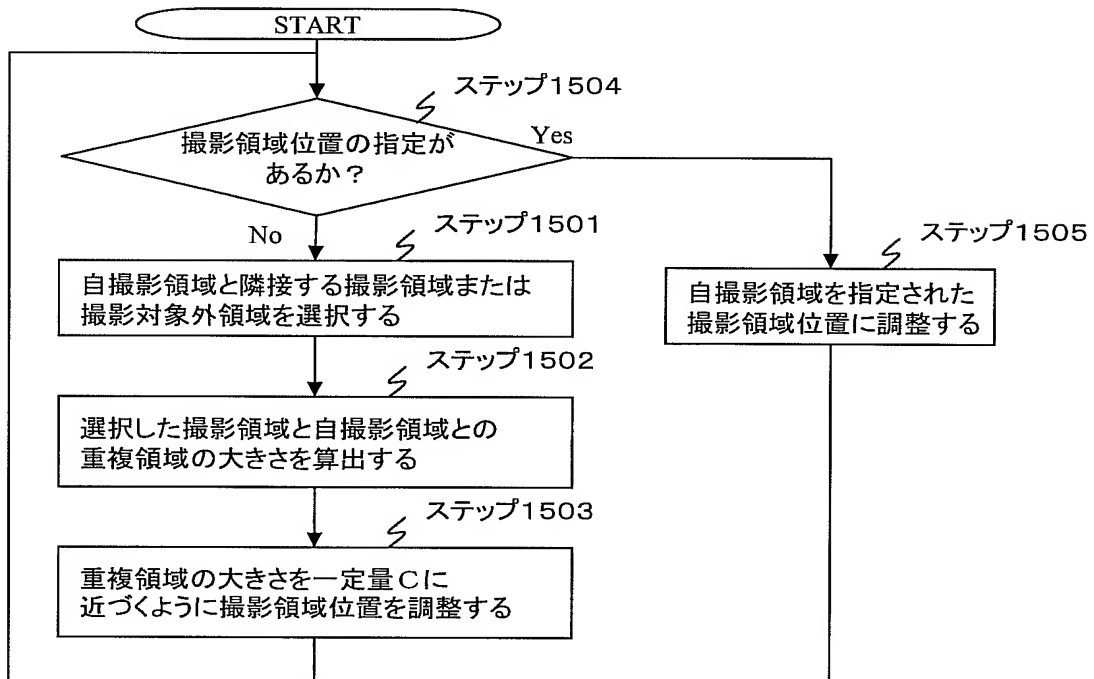 START
ステップ1504
撮影領域位置の指定が
あるか？
Yes
No
ステップ1501
自撮影領域と隣接する撮影領域または
撮影対象外領域を選択する
ステップ1505
自撮影領域を指定された
撮影領域位置に調整する
ステップ1502
選択した撮影領域と自撮影領域との
重複領域の大きさを算出する
ステップ1503
重複領域の大きさを一定量Cに
近づくように撮影領域位置を調整する